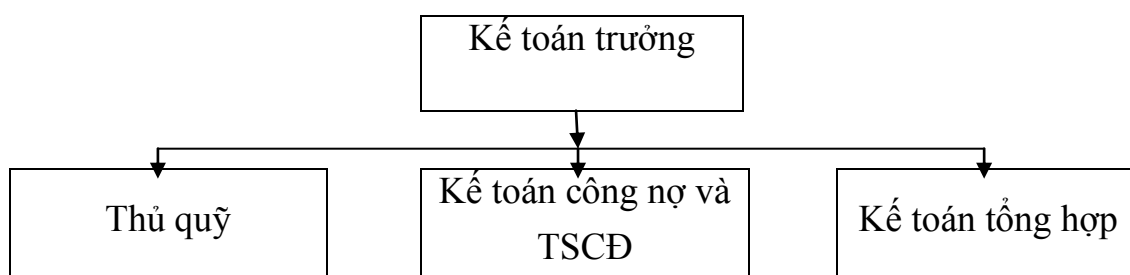 Kế toán trưởng
Thủ quỹ
Kế toán công nợ và
TSCĐ
Kế toán tổng hợp